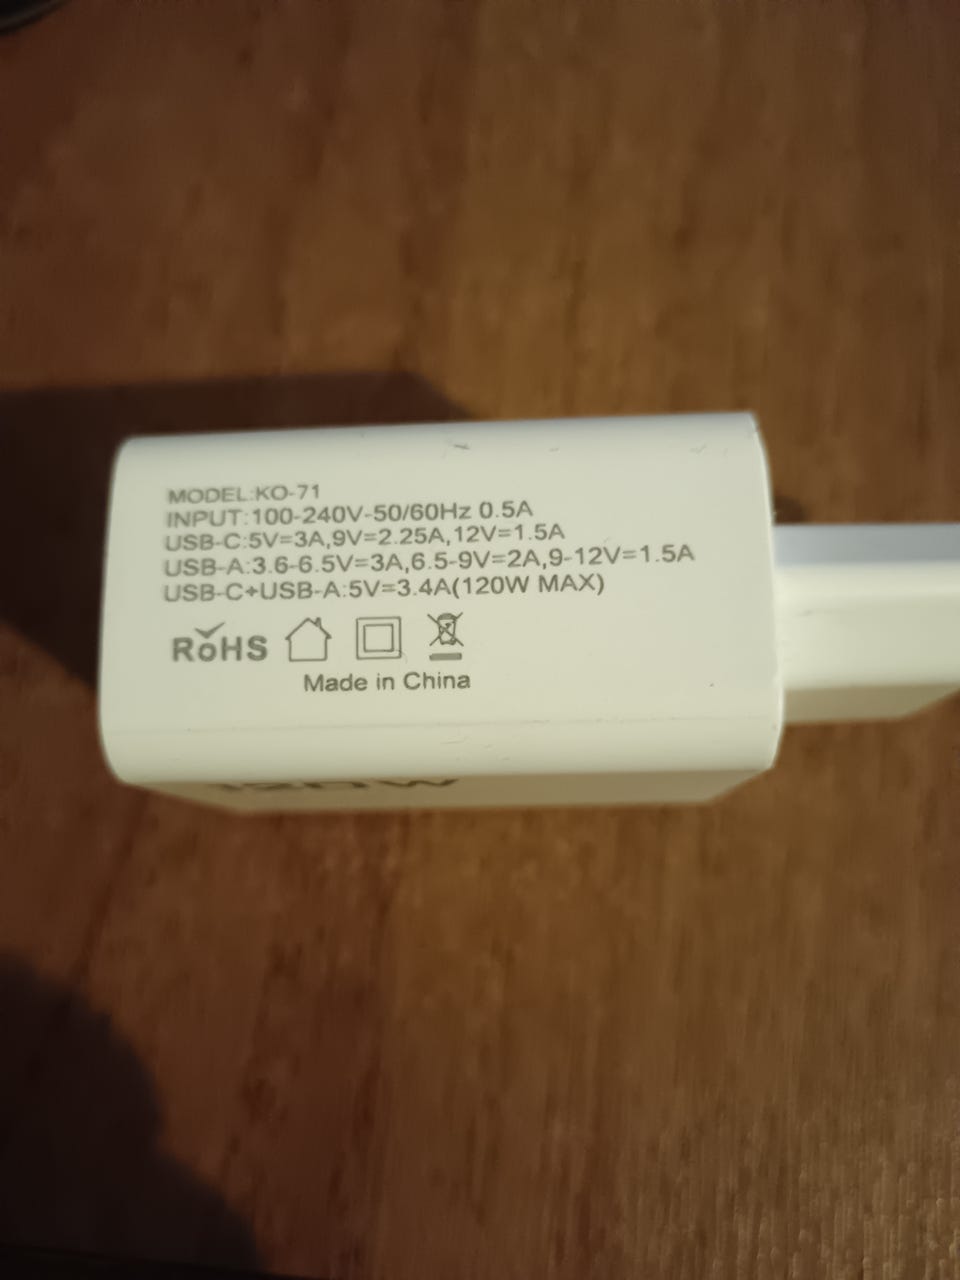 MODEL:KO-71
INPUT:100-240V-50/60Hz 0.5A
USB-C:5V=3A,9V=2.25A,12V=1.5A
USB-A:3.6-6.5V=3A,6.5-9V=2A,9-12V=1.5A
USB-C+USB-A:5V=3.4A(120W MAX)
RoHS
Made in China
120W